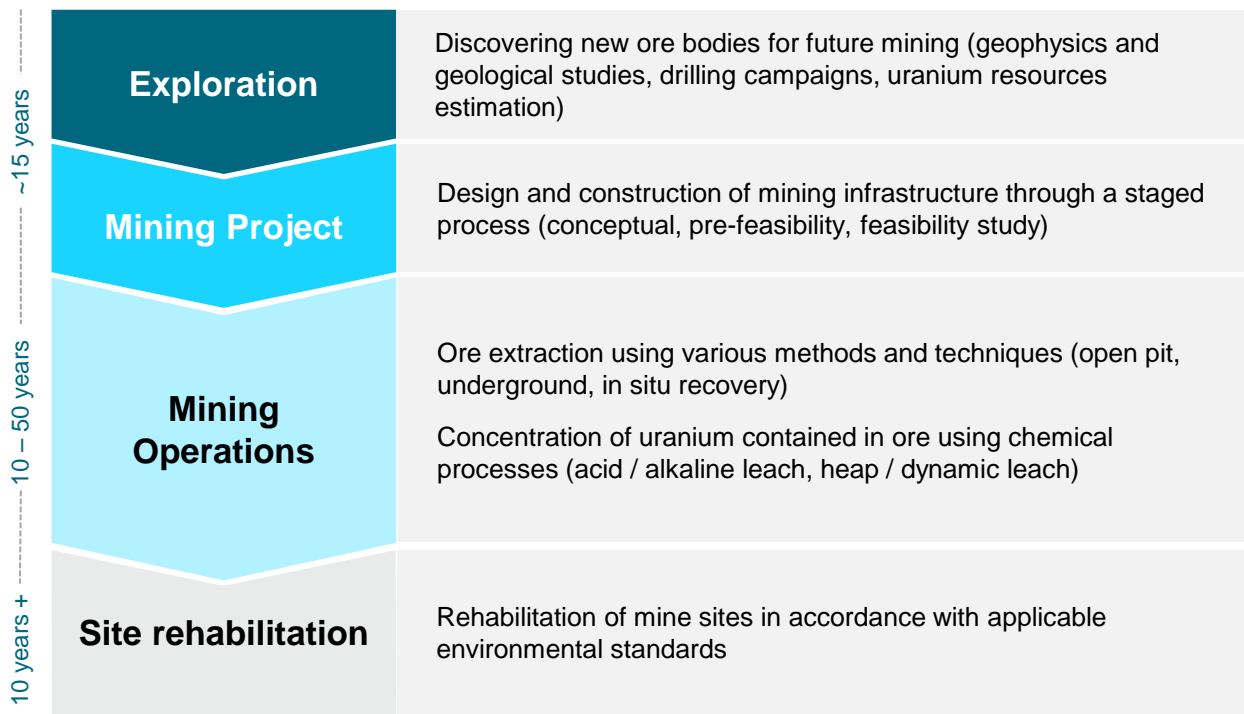 Exploration
Discovering new ore bodies for future mining (geophysics and
geological studies, drilling campaigns, uranium resources
estimation)
~15 years
Mining Project
Design and construction of mining infrastructure through a staged
process (conceptual, pre-feasibility, feasibility study)
10 – 50 years
Mining
Operations
Ore extraction using various methods and techniques (open pit,
underground, in situ recovery)
Concentration of uranium contained in ore using chemical
processes (acid / alkaline leach, heap / dynamic leach)
10 years +
Site rehabilitation
Rehabilitation of mine sites in accordance with applicable
environmental standards